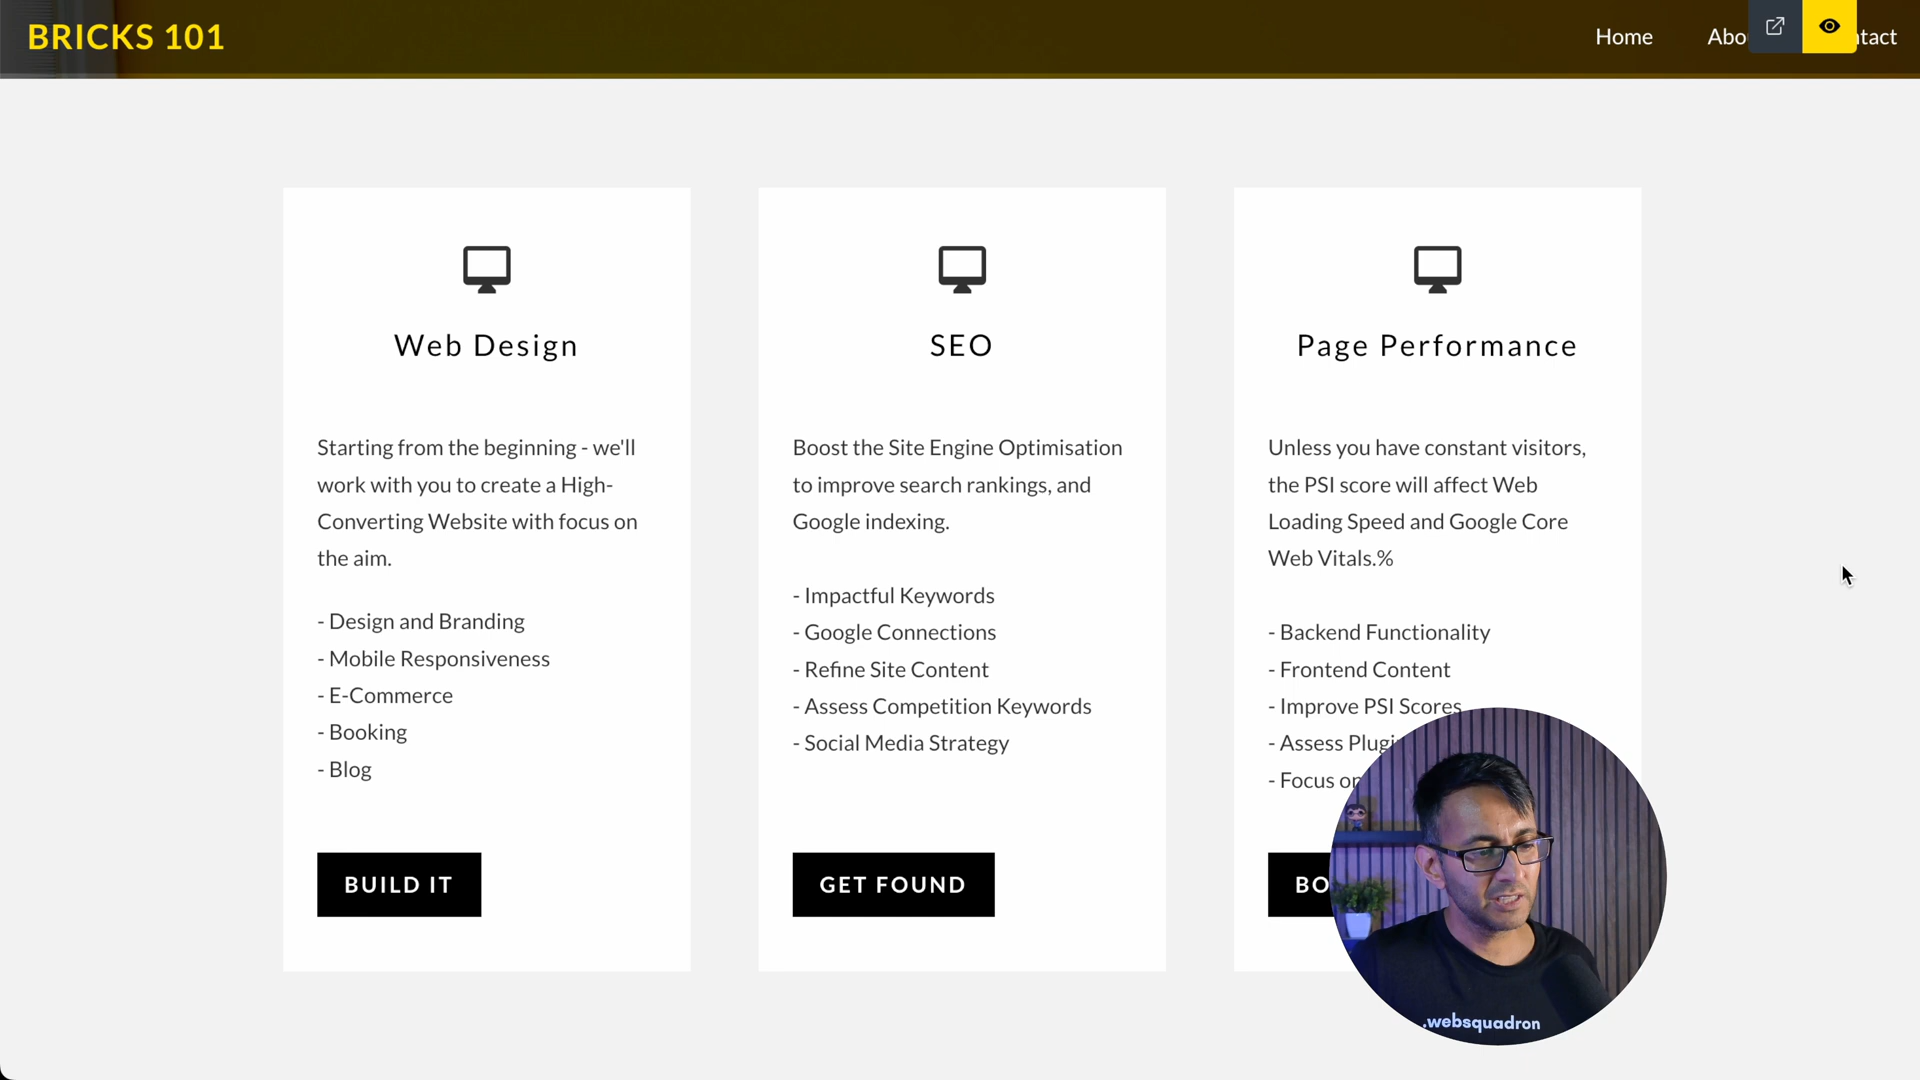 BRICKS 101
Home
Web Design
Starting from the beginning - we'll
work with you to create a High-
Converting Website with focus on
the aim.
- Design and Branding
- Mobile Responsiveness
- E-Commerce
- Booking
- Blog
BUILD IT
SEO
Boost the Site Engine Optimisation
to improve search rankings, and
Google indexing.
- Impactful Keywords
- Google Connections
- Refine Site Content
- Assess Competition Keywords
- Social Media Strategy
GET FOUND
Page Performance
Unless you have constant visitors,
the PSI score will affect Web
Loading Speed and Google Core
Web Vitals.%
- Backend Functionality
- Frontend Content
- Improve PSI Scores
- Assess
- Focus
.websquadron